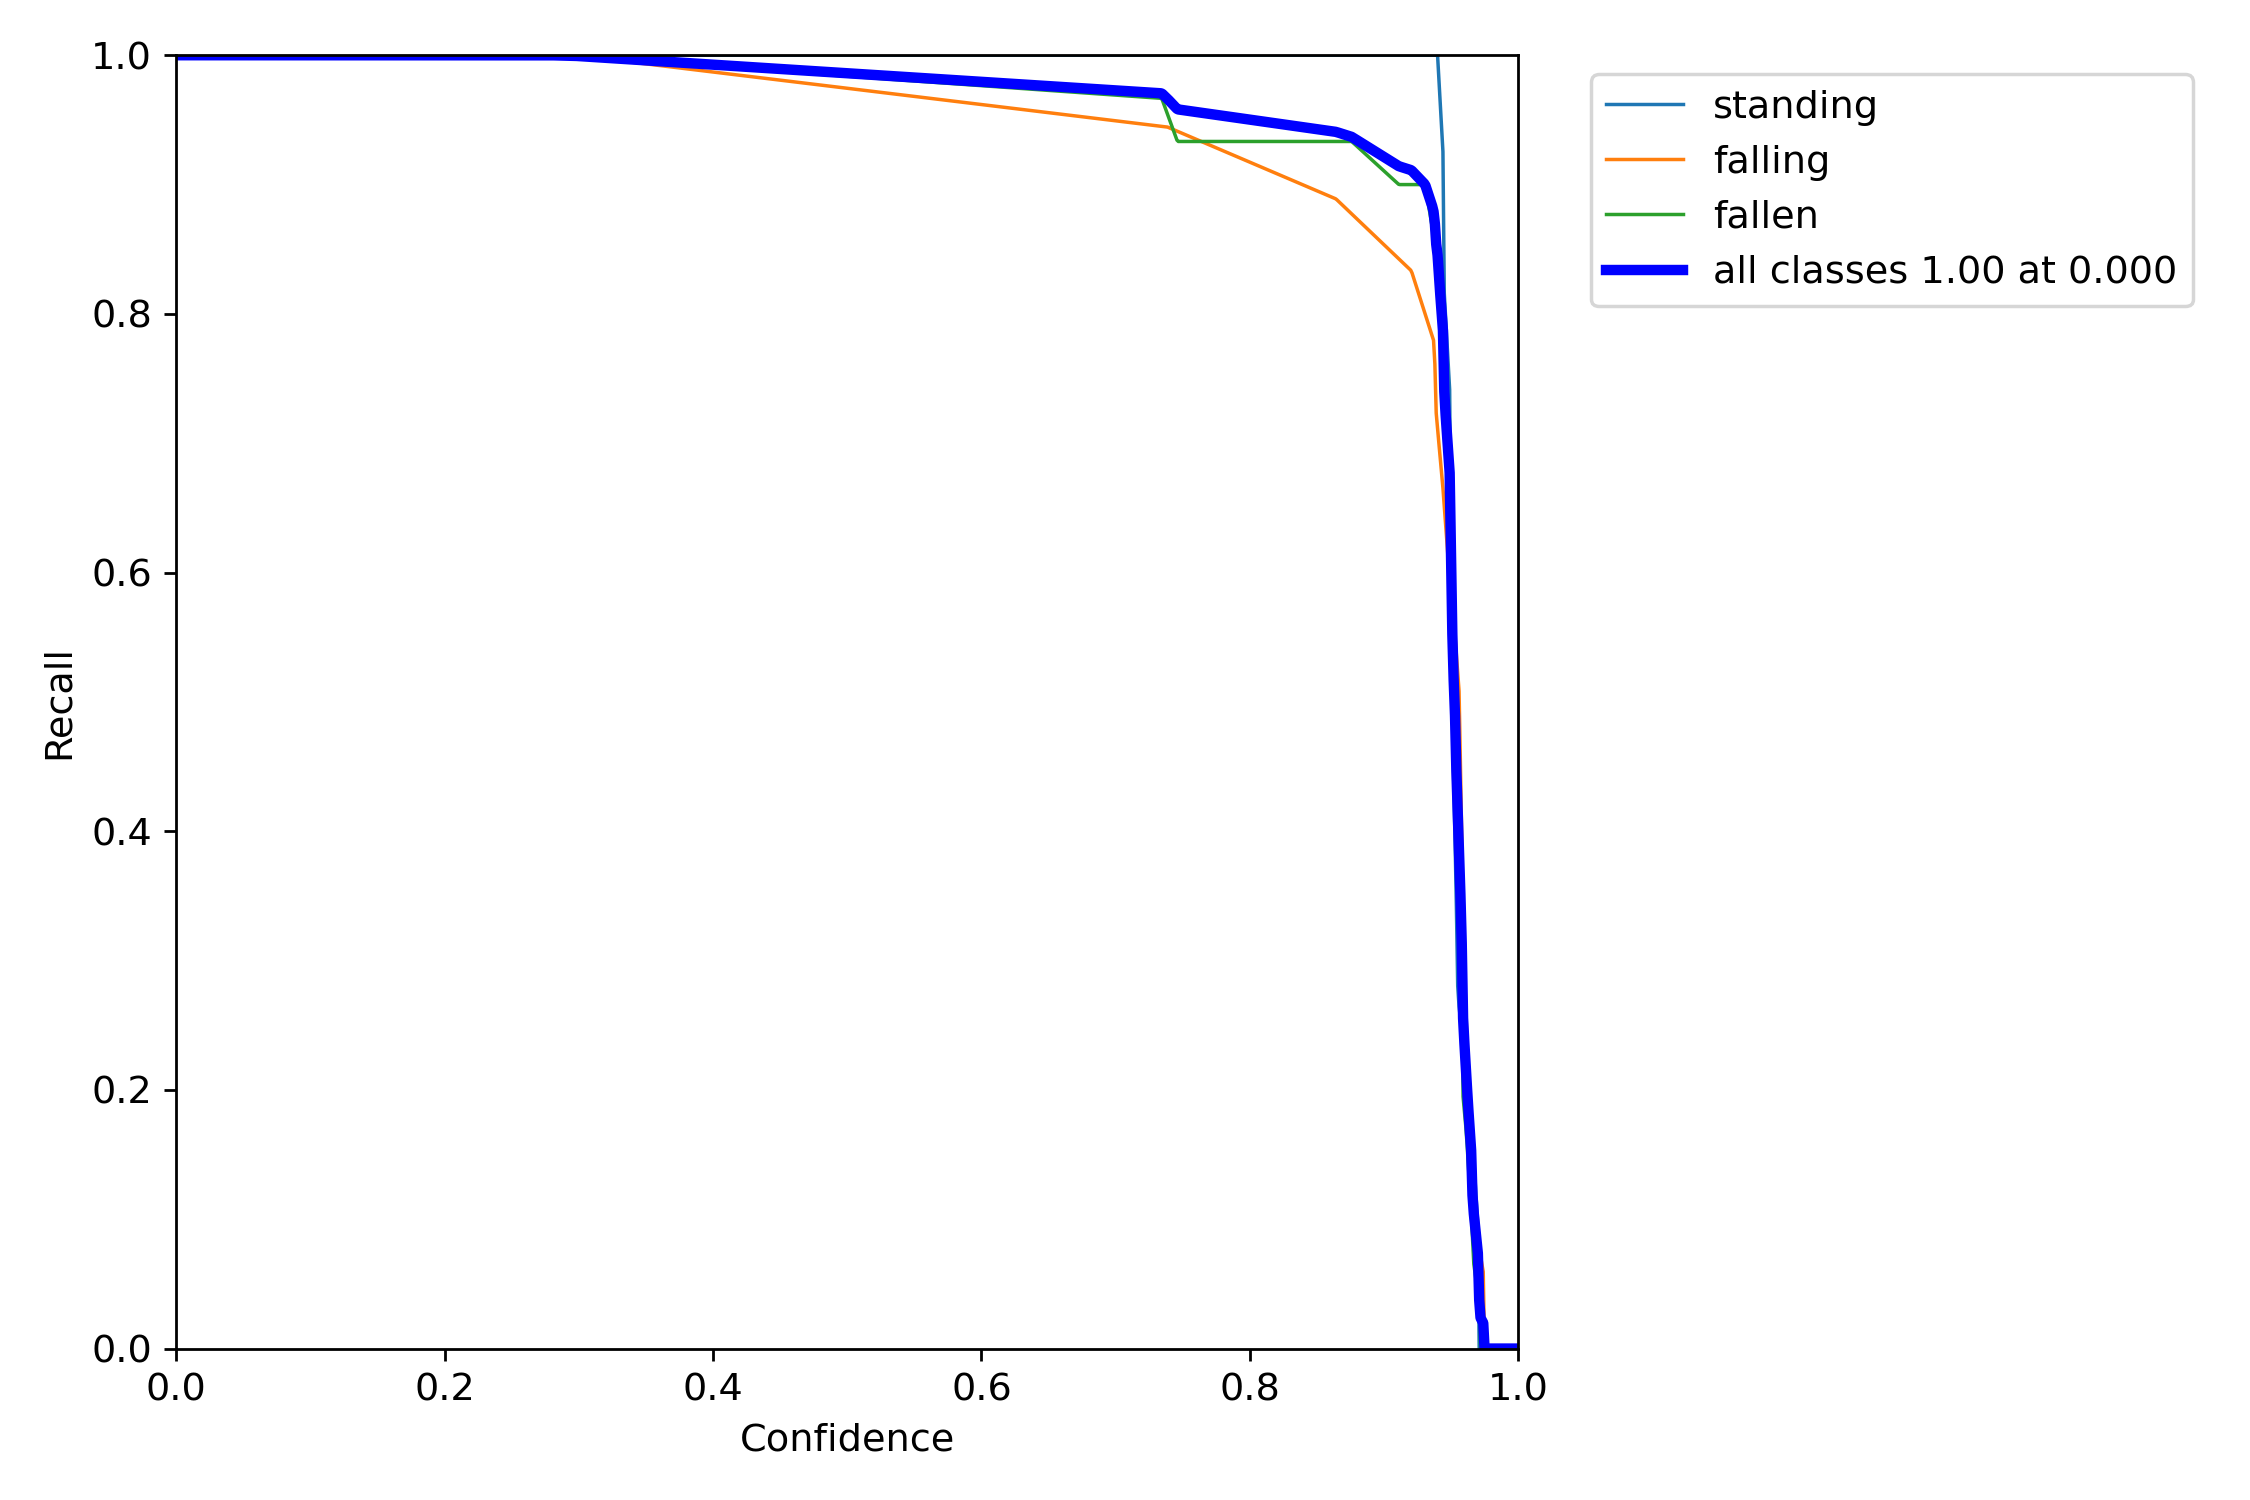 1.0
0.8
0.6
0.4
0.2
0.0
Recall
0.0 0.2 0.4 0.6 0.8 1.0
Confidence
standing
falling
fallen
all classes 1.00 at 0.000